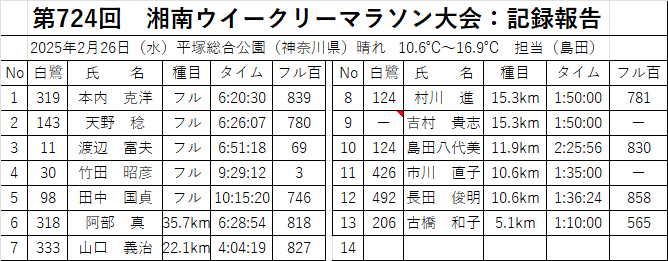 第724回　湘南ウイークリーマラソン大会：記録報告
2025年2月26日（水）平塚総合公園（神奈川県）晴れ　10.6℃～16.9℃　担当（島田）
No 白鷺 氏　名 種目 タイム フル百 No 白鷺 氏　名 種目 タイム フル百
1 319 本内　克洋 フル 6:20:30 839 8 124 村川　進 15.3km 1:50:00 781
2 143 天野　稔 フル 6:26:07 780 9 ー 吉村　貴志 15.3km 1:50:00 ー
3 11 渡辺　富夫 フル 6:51:18 69 10 124 島田八代美 11.9km 2:25:56 830
4 30 竹田　昭彦 フル 9:29:12 3 11 426 市川　直子 10.6km 1:35:00 ー
5 98 田中　国貞 フル 10:15:20 746 12 492 長田　俊明 10.6km 1:36:24 858
6 318 阿部　真 35.7km 6:28:54 818 13 206 古橋　和子 5.1km 1:10:00 565
7 333 山口　義治 22.1km 4:04:19 827 14